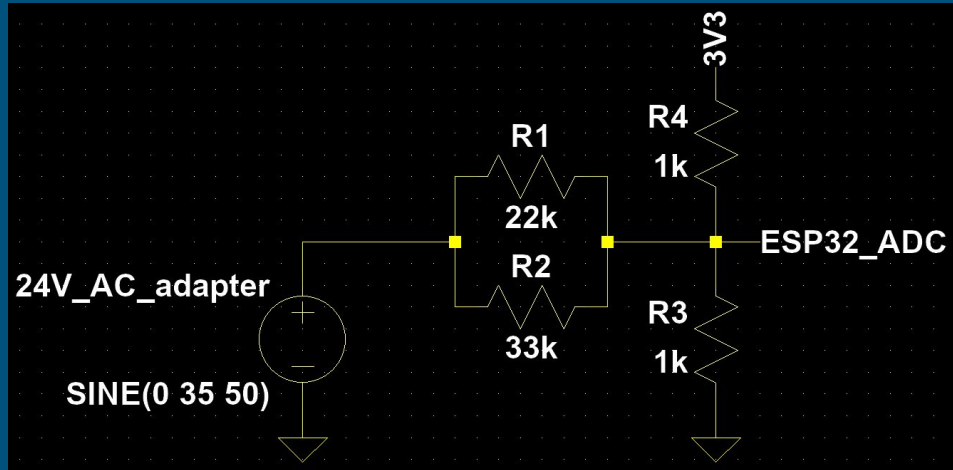 3V3
R4
1k
R1
22k
ESP32_ADC
R2
33k
24V_AC_adapter
R3
1k
SINE(0 35 50)